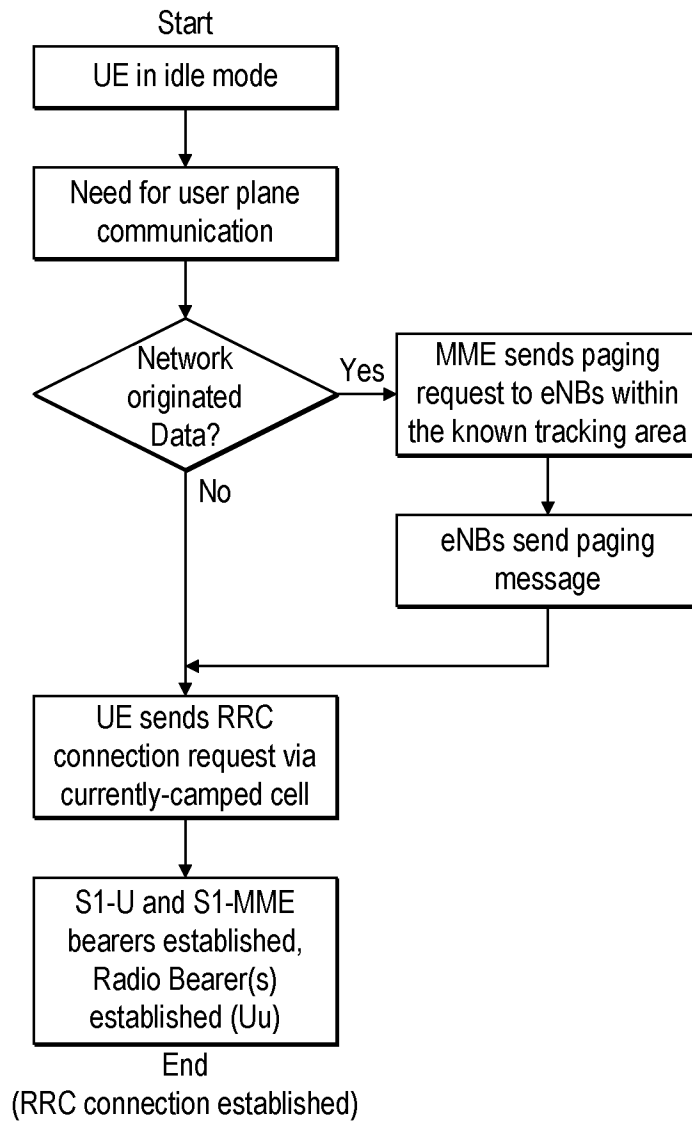 Start
UE in idle mode
Need for user plane
communication
Network
originated
Data?
Yes
MME sends paging
request to eNBs within
the known tracking area
No
eNBs send paging
message
UE sends RRC
connection request via
currently-camped cell
S1-U and S1-MME
bearers established,
Radio Bearer(s)
established (Uu)
End
(RRC connection established)